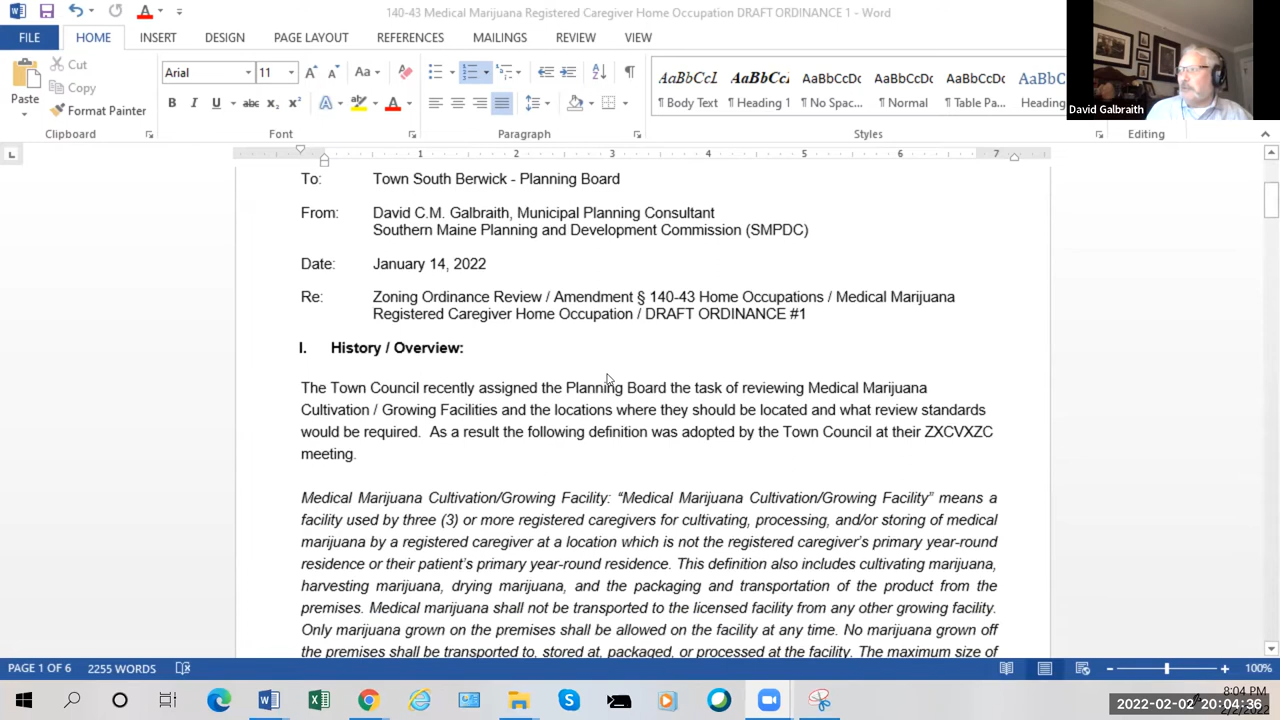 140-43 Medical Marijuana Registered Caregiver Home Occupation DRAFT ORDINANCE 1 - Word
FILE HOME INSERT DESIGN PAGE LAYOUT REFERENCES MAILINGS REVIEW VIEW
Cut
Copy
Format Painter
Paste
Clipboard
Arial 11
Aa
B I U abc X₂ X²
A ab A
Font
Paragraph
AaBbCcI AaBbCcI AaBbCcDc AaBbCcDc AaBbCcDc AaBbC
¶ Body Text ¶ Heading ¶ No Spac... ¶ Norma ¶ Table Pa... Heading
Styles
Editing
David Galbraith
1 2 3 4 5 6 7
To: Town South Berwick - Planning Board
From: David C.M. Galbraith, Municipal Planning Consultant
Southern Maine Planning and Development Commission (SMPDC)
Date: January 14, 2022
Re: Zoning Ordinance Review / Amendment § 140-43 Home Occupations / Medical Marijuana
Registered Caregiver Home Occupation / DRAFT ORDINANCE #1
I. History / Overview:
The Town Council recently assigned the Planning Board the task of reviewing Medical Marijuana
Cultivation / Growing Facilities and the locations where they should be located and what review standards
would be required. As a result the following definition was adopted by the Town Council at their ZXCVXZC
meeting.
Medical Marijuana Cultivation/Growing Facility: “Medical Marijuana Cultivation/Growing Facility” means a
facility used by three (3) or more registered caregivers for cultivating, processing, and/or storing of medical
marijuana by a registered caregiver at a location which is not the registered caregiver’s primary year-round
residence or their patient’s primary year-round residence. This definition also includes cultivating marijuana,
harvesting marijuana, drying marijuana, and the packaging and transportation of the product from the
premises. Medical marijuana shall not be transported to the licensed facility from any other growing facility.
Only marijuana grown on the premises shall be allowed on the facility at any time. No marijuana grown off
the premises shall be transported to, stored at, packaged, or processed at the facility. The maximum size of
PAGE 1 OF 6 2255 WORDS
100%
8:04 PM
2022-02-02 20:04:36